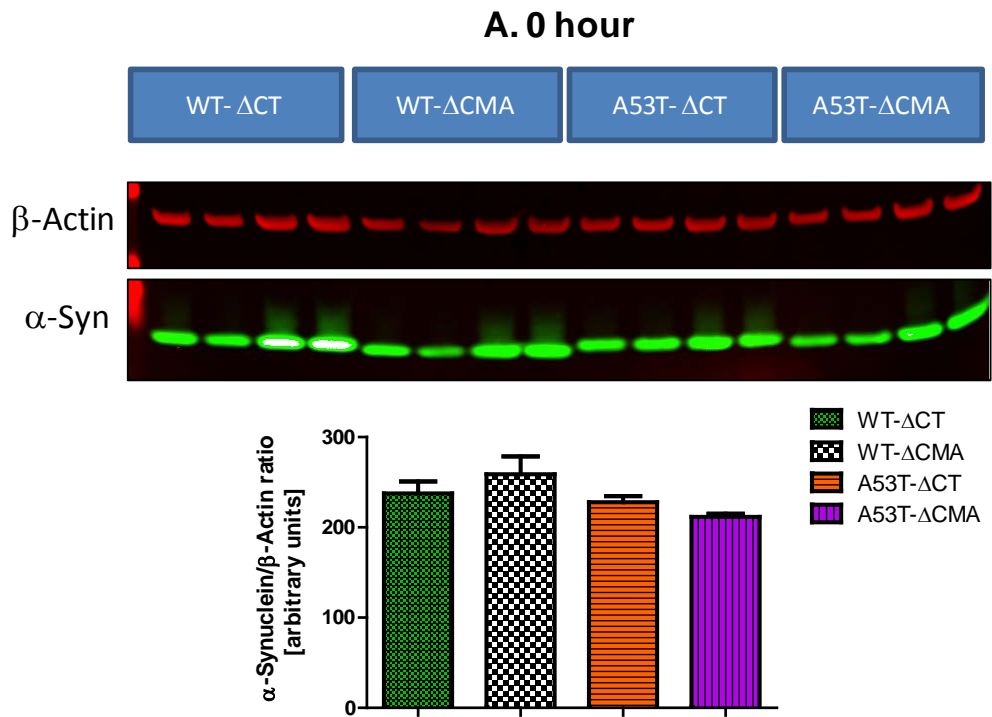 A. 0 hour
WT- ΔCT
WT-ΔCMA
A53T- ΔCT
A53T-ΔCMA
β-Actin
α-Syn
α-Synuclein/β-Actin ratio
[arbitrary units]
300
200
100
0
WT-ΔCT
WT-ΔCMA
A53T-ΔCT
A53T-ΔCMA